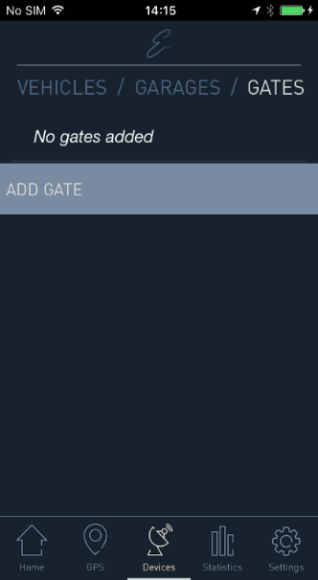 No SIM 14:15
E
VEHICLES / GARAGES / GATES
No gates added
ADD GATE
Home GPS Devices Statistics Settings